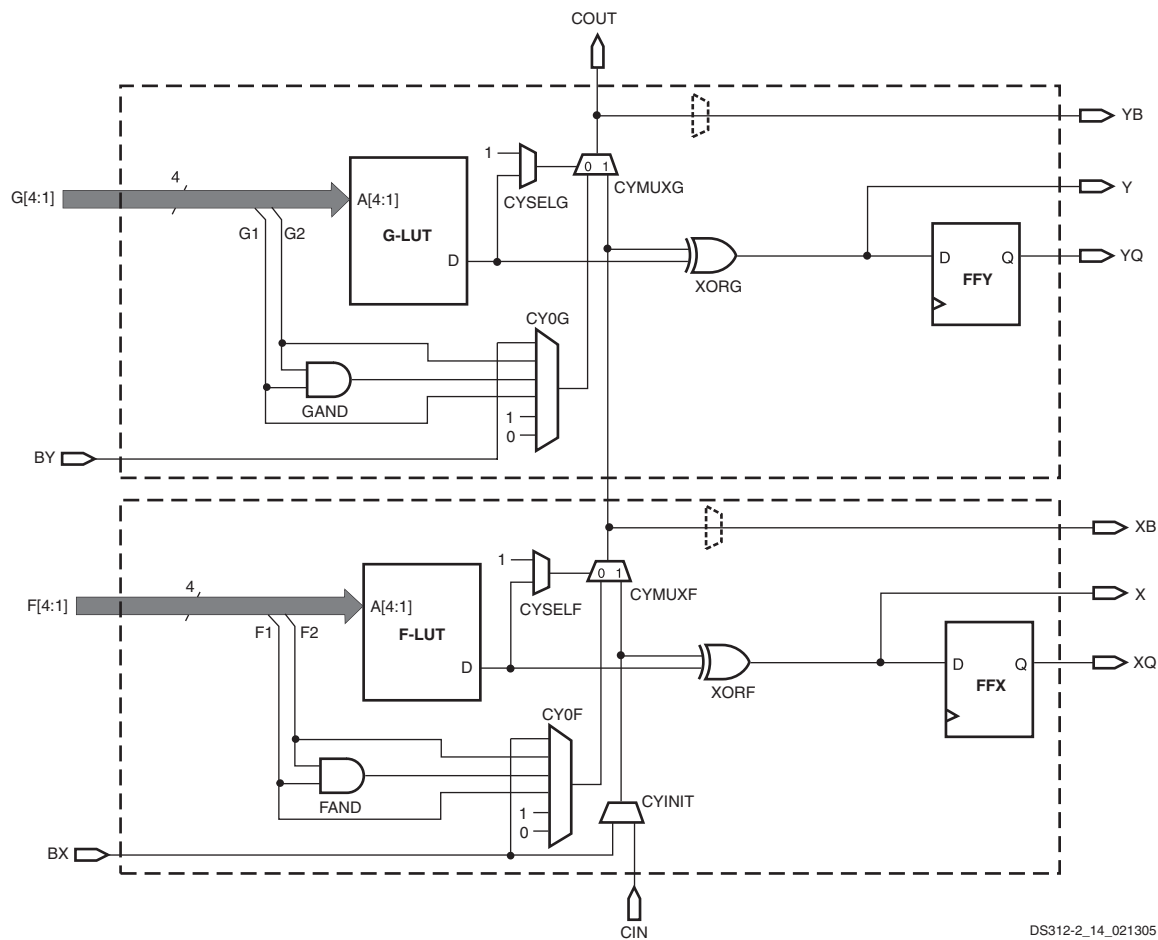 COUT
YB
1
0 1
CYMUXG
4
CYSELG
Y
G[4:1]
A[4:1]
G1
G2
G-LUT
D
XORG
D
Q
YQ
FFY
CY0G
GAND
1
0
BY
XB
1
0 1
CYMUXF
4
CYSELF
X
F[4:1]
A[4:1]
F1
F2
F-LUT
D
XORF
D
Q
XQ
FFX
CY0F
FAND
CYINIT
1
0
BX
CIN
DS312-2_14_021305